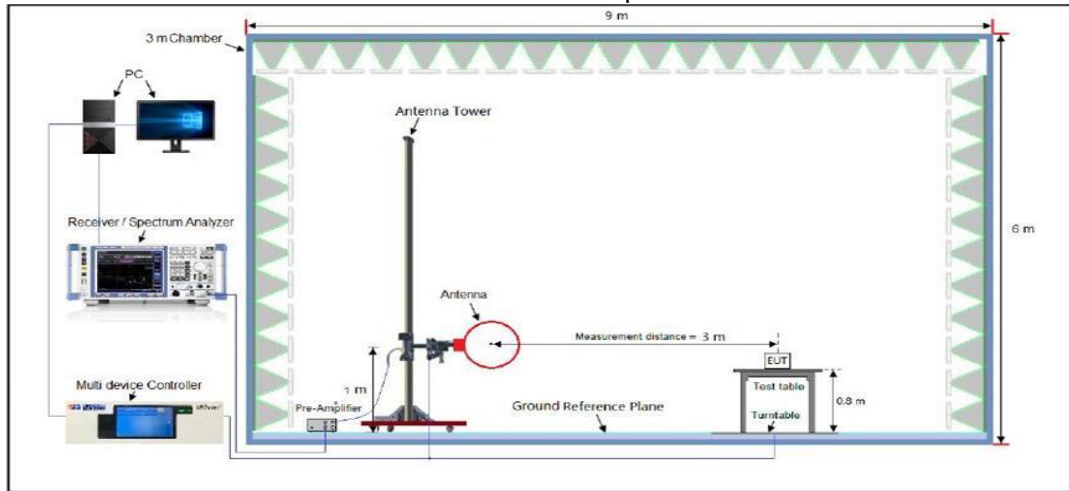 9 m
3 m Chamber
PC
Antenna Tower
Receiver / Spectrum Analyzer
6 m
Antenna
Measurement distance = 3 m
EUT
Multi device Controller
1 m
Test table
0.8 m
Pre-Amplifier
Ground Reference Plane
Turntable